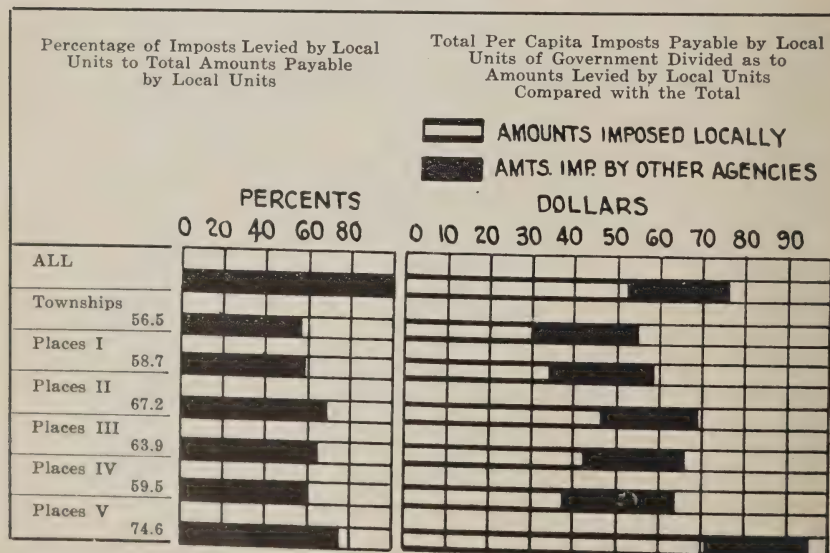 Percentage of Imposts Levied by Local
Units to Total Amounts Payable
by Local Units
Total Per Capita Imposts Payable by Local
Units of Government Divided as to
Amounts Levied by Local Units
Compared with the Total
AMOUNTS IMPOSED LOCALLY
AMTS. IMP. BY OTHER AGENCIES
PERCENTS
0 20 40 60 80
DOLLARS
0 10 20 30 40 50 60 70 80 90
ALL
Townships
56.5
Places I
58.7
Places II
67.2
Places III
63.9
Places IV
59.5
Places V
74.6